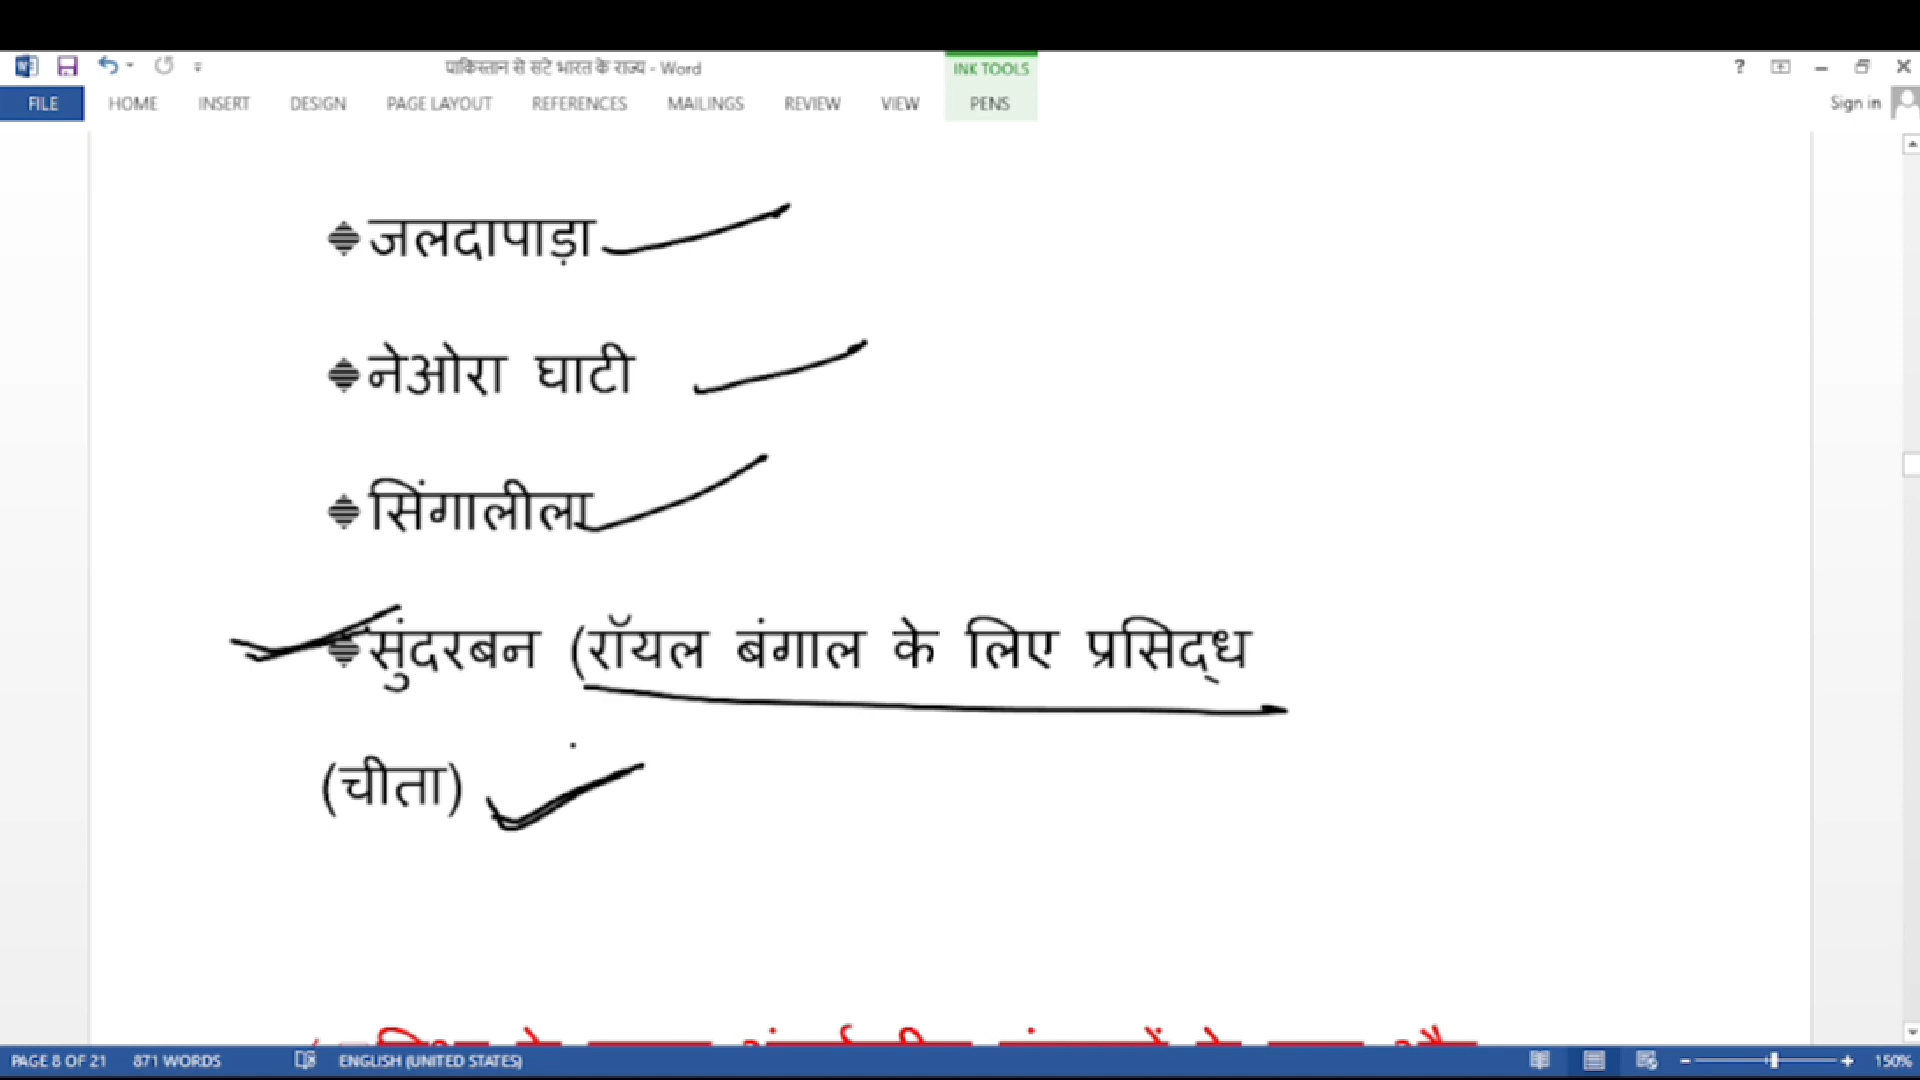 पाकिस्तान से सटे भारत के राज्य - Word
INK TOOLS
?
FILE
HOME
INSERT
DESIGN
PAGE LAYOUT
REFERENCES
MAILINGS
REVIEW
VIEW
PENS
Sign in
जलदापाड़ा
नेओरा घाटी
सिंगालीला
सुंदरबन (रॉयल बंगाल के लिए प्रसिद्ध
(चीता)
PAGE 8 OF 21
871 WORDS
ENGLISH (UNITED STATES)
150%